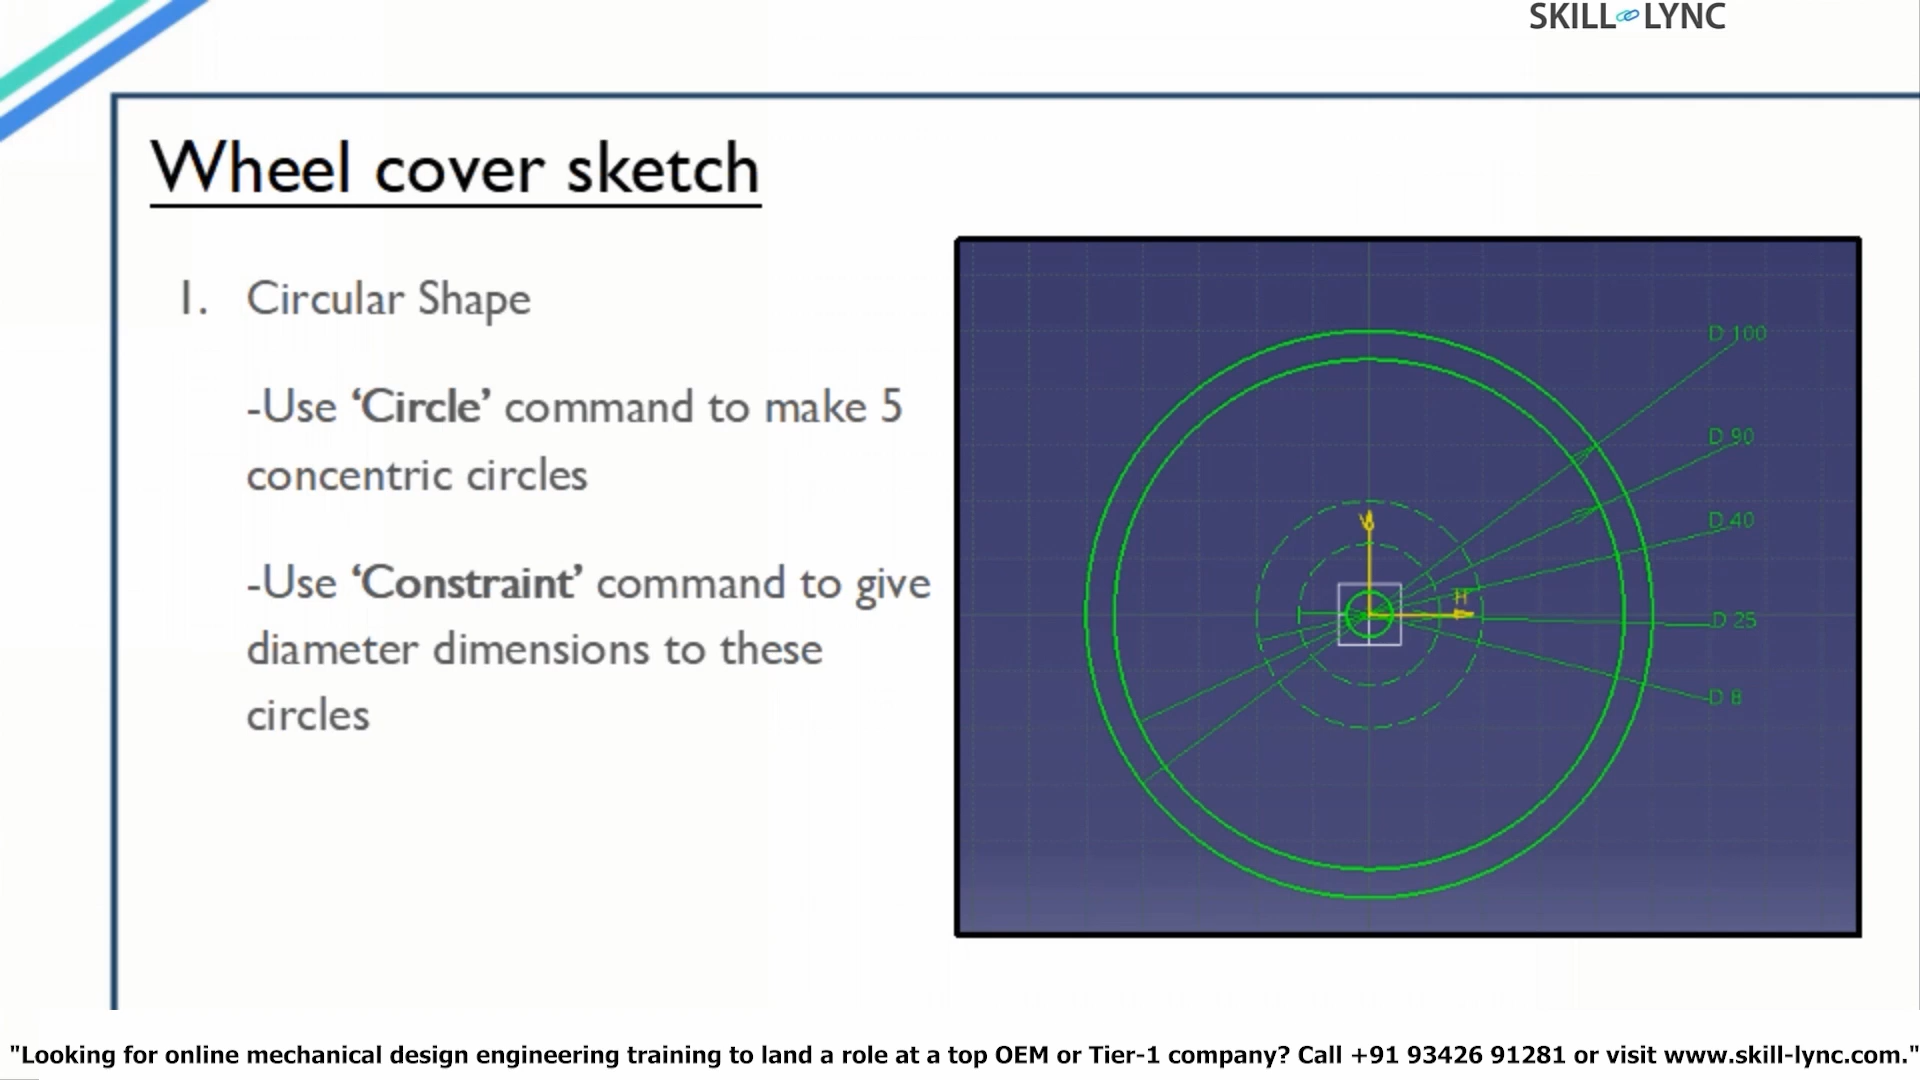 SKILL LYNC
Wheel cover sketch
1. Circular Shape
-Use ‘Circle’ command to make 5
concentric circles
-Use ‘Constraint’ command to give
diameter dimensions to these
circles
D 100
D 90
D 40
V
H
D 25
D 8
"Looking for online mechanical design engineering training to land a role at a top OEM or Tier-1 company? Call +91 93426 91281 or visit www.skill-lync.com."